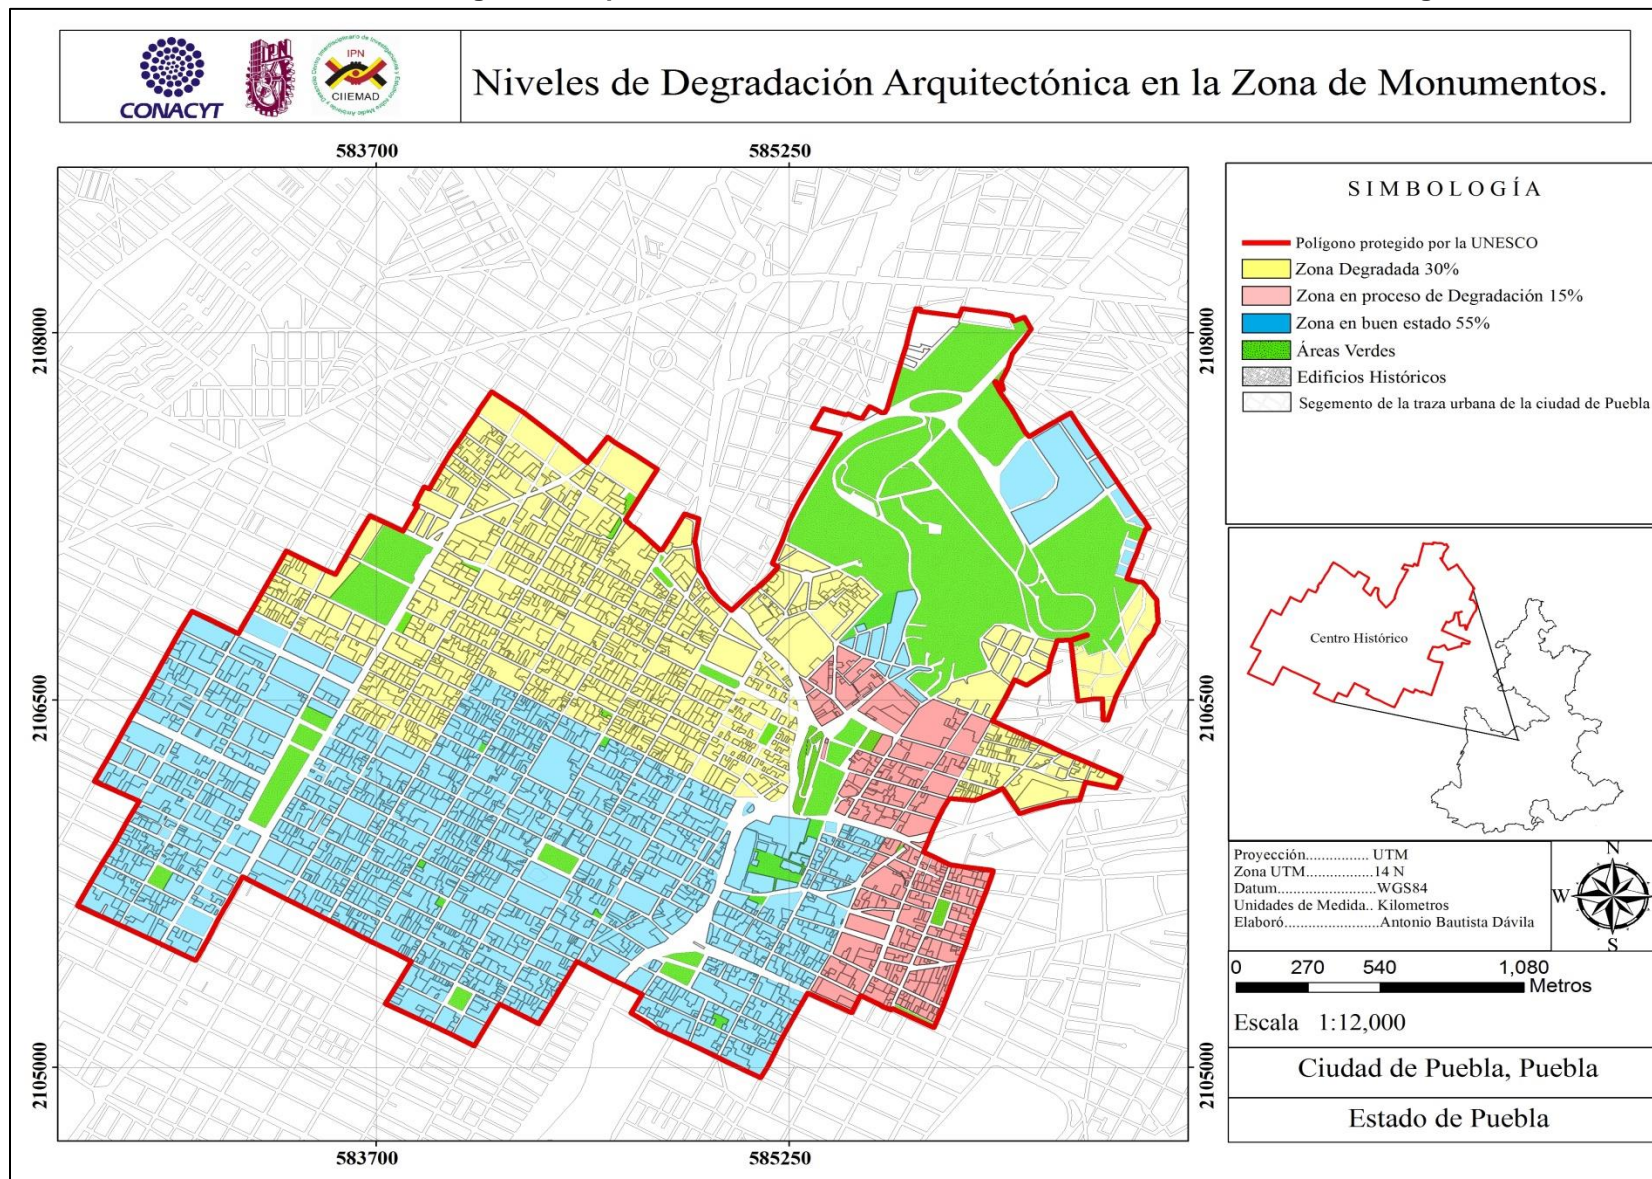 CONACYT
IPN
IPN
CIIEMAD
Niveles de Degradación Arquitectónica en la Zona de Monumentos.
583700
585250
2108000
2108000
2106500
2106500
2105000
2105000
583700
585250
SIMBOLOGÍA
Polígono protegido por la UNESCO
Zona Degradada 30%
Zona en proceso de Degradación 15%
Zona en buen estado 55%
Áreas Verdes
Edificios Históricos
Segemento de la traza urbana de la ciudad de Puebla
Centro Histórico
Proyección................ UTM
Zona UTM.................14 N
Datum.......................WGS84
Unidades de Medida.. Kilometros
Elaboró........................Antonio Bautista Dávila
N
W
S
0 270 540 1,080
Metros
Escala 1:12,000
Ciudad de Puebla, Puebla
Estado de Puebla